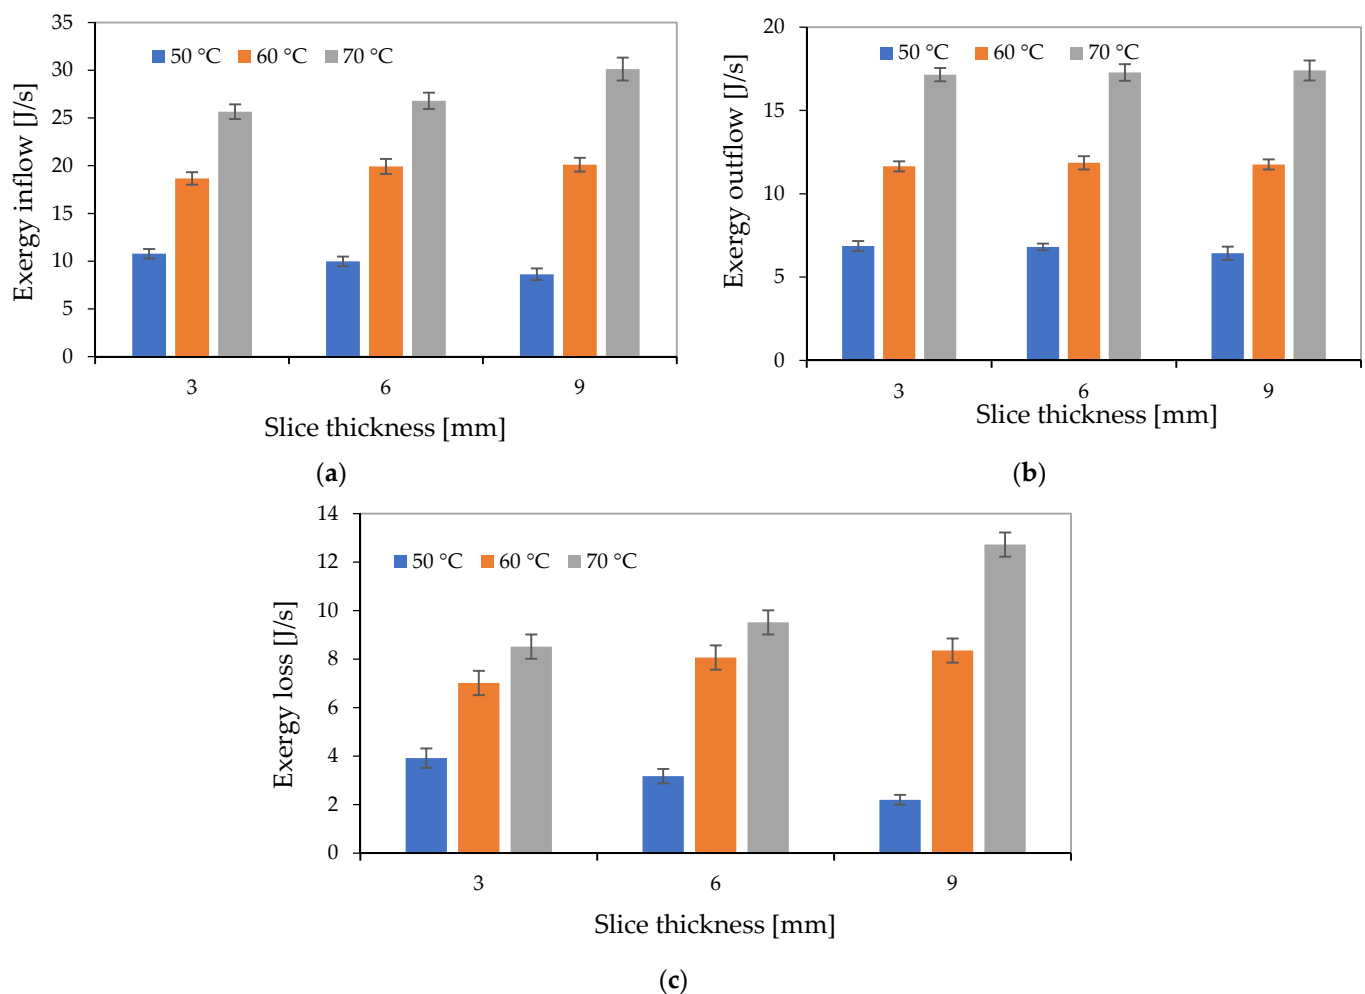 35
30
25
20
15
10
5
0
Exergy inflow [J/s]
50 °C 60 °C 70 °C
3 6 9
Slice thickness [mm]
(a)
20
15
10
5
0
Exergy outflow [J/s]
50 °C 60 °C 70 °C
3 6 9
Slice thickness [mm]
(b)
14
12
10
8
6
4
2
0
Exergy loss [J/s]
50 °C 60 °C 70 °C
3 6 9
Slice thickness [mm]
(c)